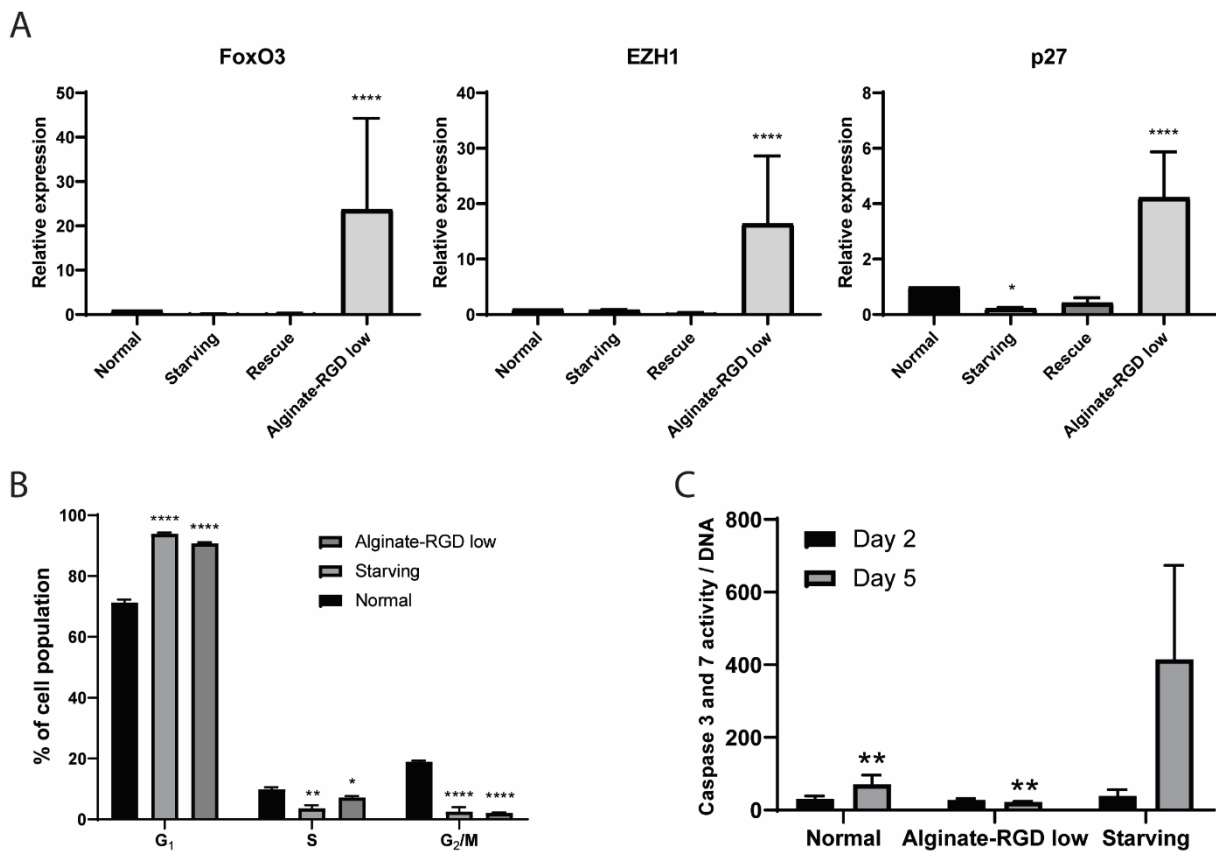 A
FoxO3
EZH1
p27
Relative expression
50
40
30
20
10
0
****
Normal
Starving
Rescue
Alginate-RGD low
Relative expression
40
30
20
10
0
****
Normal
Starving
Rescue
Alginate-RGD low
Relative expression
8
6
4
2
0
*
****
Normal
Starving
Rescue
Alginate-RGD low
B
% of cell population
100
80
60
40
20
0
**** ****
** *
**** ****
Alginate-RGD low
Starving
Normal
G₁ S G₂/M
C
Caspase 3 and 7 activity / DNA
800
600
400
200
0
Day 2
Day 5
**
**
Normal Alginate-RGD low Starving